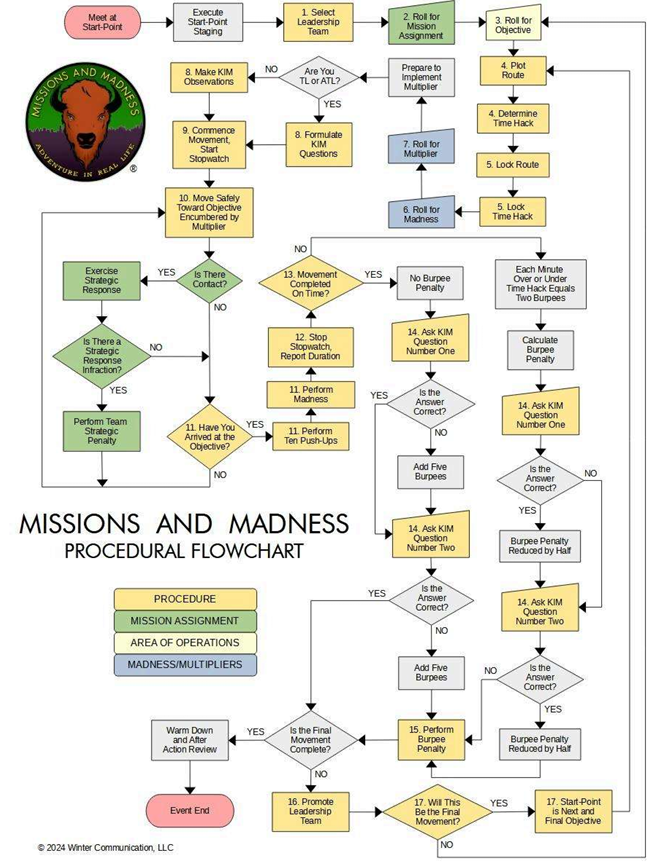 Meet at
Start-Point
Execute
Start-Point
Staging
1. Select
Leadership
Team
2. Roll for
Mission
Assignment
3. Roll for
Objective
8. Make KIM
Observations
NO
Are You
TL or ATL?
YES
Prepare to
Implement
Multiplier
4. Plot
Route
MISSIONS AND MADNESS
ADVENTURE IN REAL LIFE
®
4. Determine
Time Hack
9. Commence
Movement,
Start
Stopwatch
8. Formulate
KIM
Questions
7. Roll for
Multiplier
5. Lock Route
10. Move Safely
Toward Objective
Encumbered by
Multiplier
6. Roll for
Madness
5. Lock
Time Hack
Exercise
Strategic
Response
YES
Is There
Contact?
NO
NO
13. Movement
Completed
On Time?
YES
No Burpee
Penalty
Each Minute
Over or Under
Time Hack Equals
Two Burpees
Is There a
Strategic
Response
Infraction?
NO
YES
12. Stop
Stopwatch,
Report Duration
14. Ask KIM
Question
Number One
Calculate
Burpee
Penalty
11. Perform
Madness
YES
Is the
Answer
Correct?
NO
14. Ask KIM
Question
Number One
Perform Team
Strategic
Penalty
11. Have You
Arrived at the
Objective?
YES
NO
11. Perform
Ten Push-Ups
Add Five
Burpees
Is the
Answer
Correct?
NO
YES
MISSIONS AND MADNESS
PROCEDURAL FLOWCHART
14. Ask KIM
Question
Number Two
Burpee Penalty
Reduced by Half
PROCEDURE
MISSION ASSIGNMENT
AREA OF OPERATIONS
MADNESS/MULTIPLIERS
YES
Is the
Answer
Correct?
NO
14. Ask KIM
Question
Number Two
Add Five
Burpees
NO
Is the
Answer
Correct?
YES
Warm Down
and After
Action Review
YES
Is the Final
Movement
Complete?
NO
15. Perform
Burpee
Penalty
Burpee Penalty
Reduced by Half
Event End
16. Promote
Leadership
Team
17. Will This
Be the Final
Movement?
YES
NO
17. Start-Point
is Next and
Final Objective
© 2024 Winter Communication, LLC